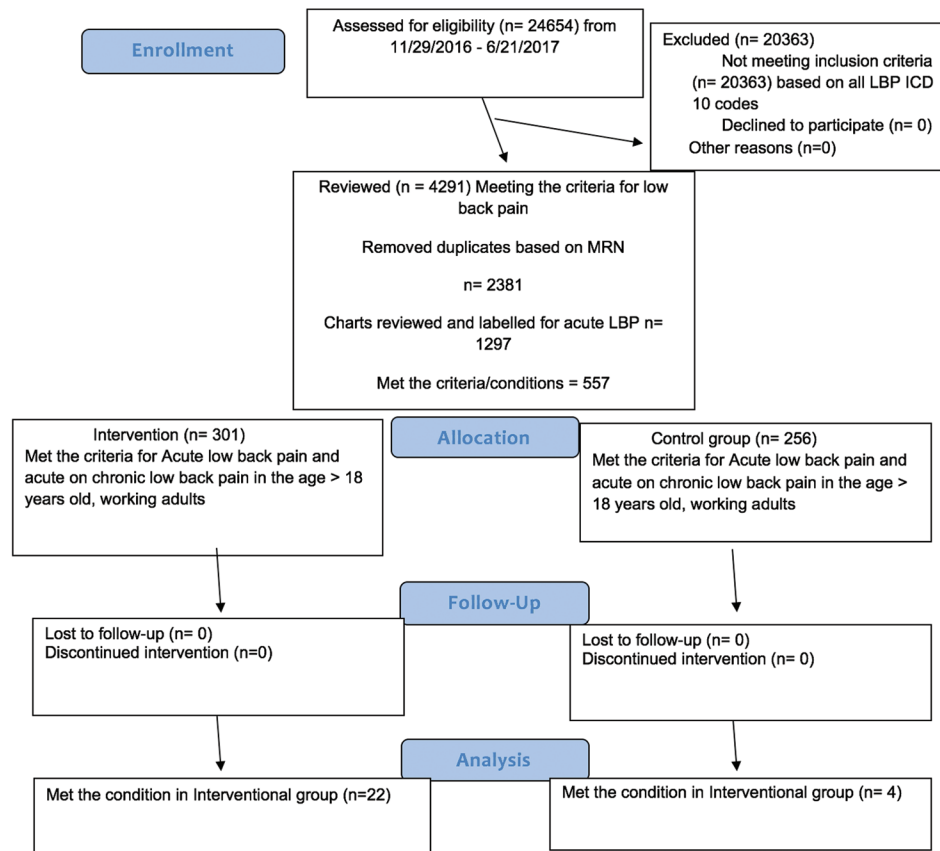 Enrollment
Assessed for eligibility (n= 24654) from
11/29/2016 - 6/21/2017
Excluded (n= 20363)
Not meeting inclusion criteria
(n= 20363) based on all LBP ICD
10 codes
Declined to participate (n= 0)
Other reasons (n=0)
Reviewed (n = 4291) Meeting the criteria for low
back pain
Removed duplicates based on MRN
n= 2381
Charts reviewed and labelled for acute LBP n=
1297
Met the criteria/conditions = 557
Allocation
Intervention (n= 301)
Met the criteria for Acute low back pain and
acute on chronic low back pain in the age > 18
years old, working adults
Control group (n= 256)
Met the criteria for Acute low back pain and
acute on chronic low back pain in the age >
18 years old, working adults
Follow-Up
Lost to follow-up (n= 0)
Discontinued intervention (n=0)
Lost to follow-up (n= 0)
Discontinued intervention (n= 0)
Analysis
Met the condition in Interventional group (n=22)
Met the condition in Interventional group (n= 4)